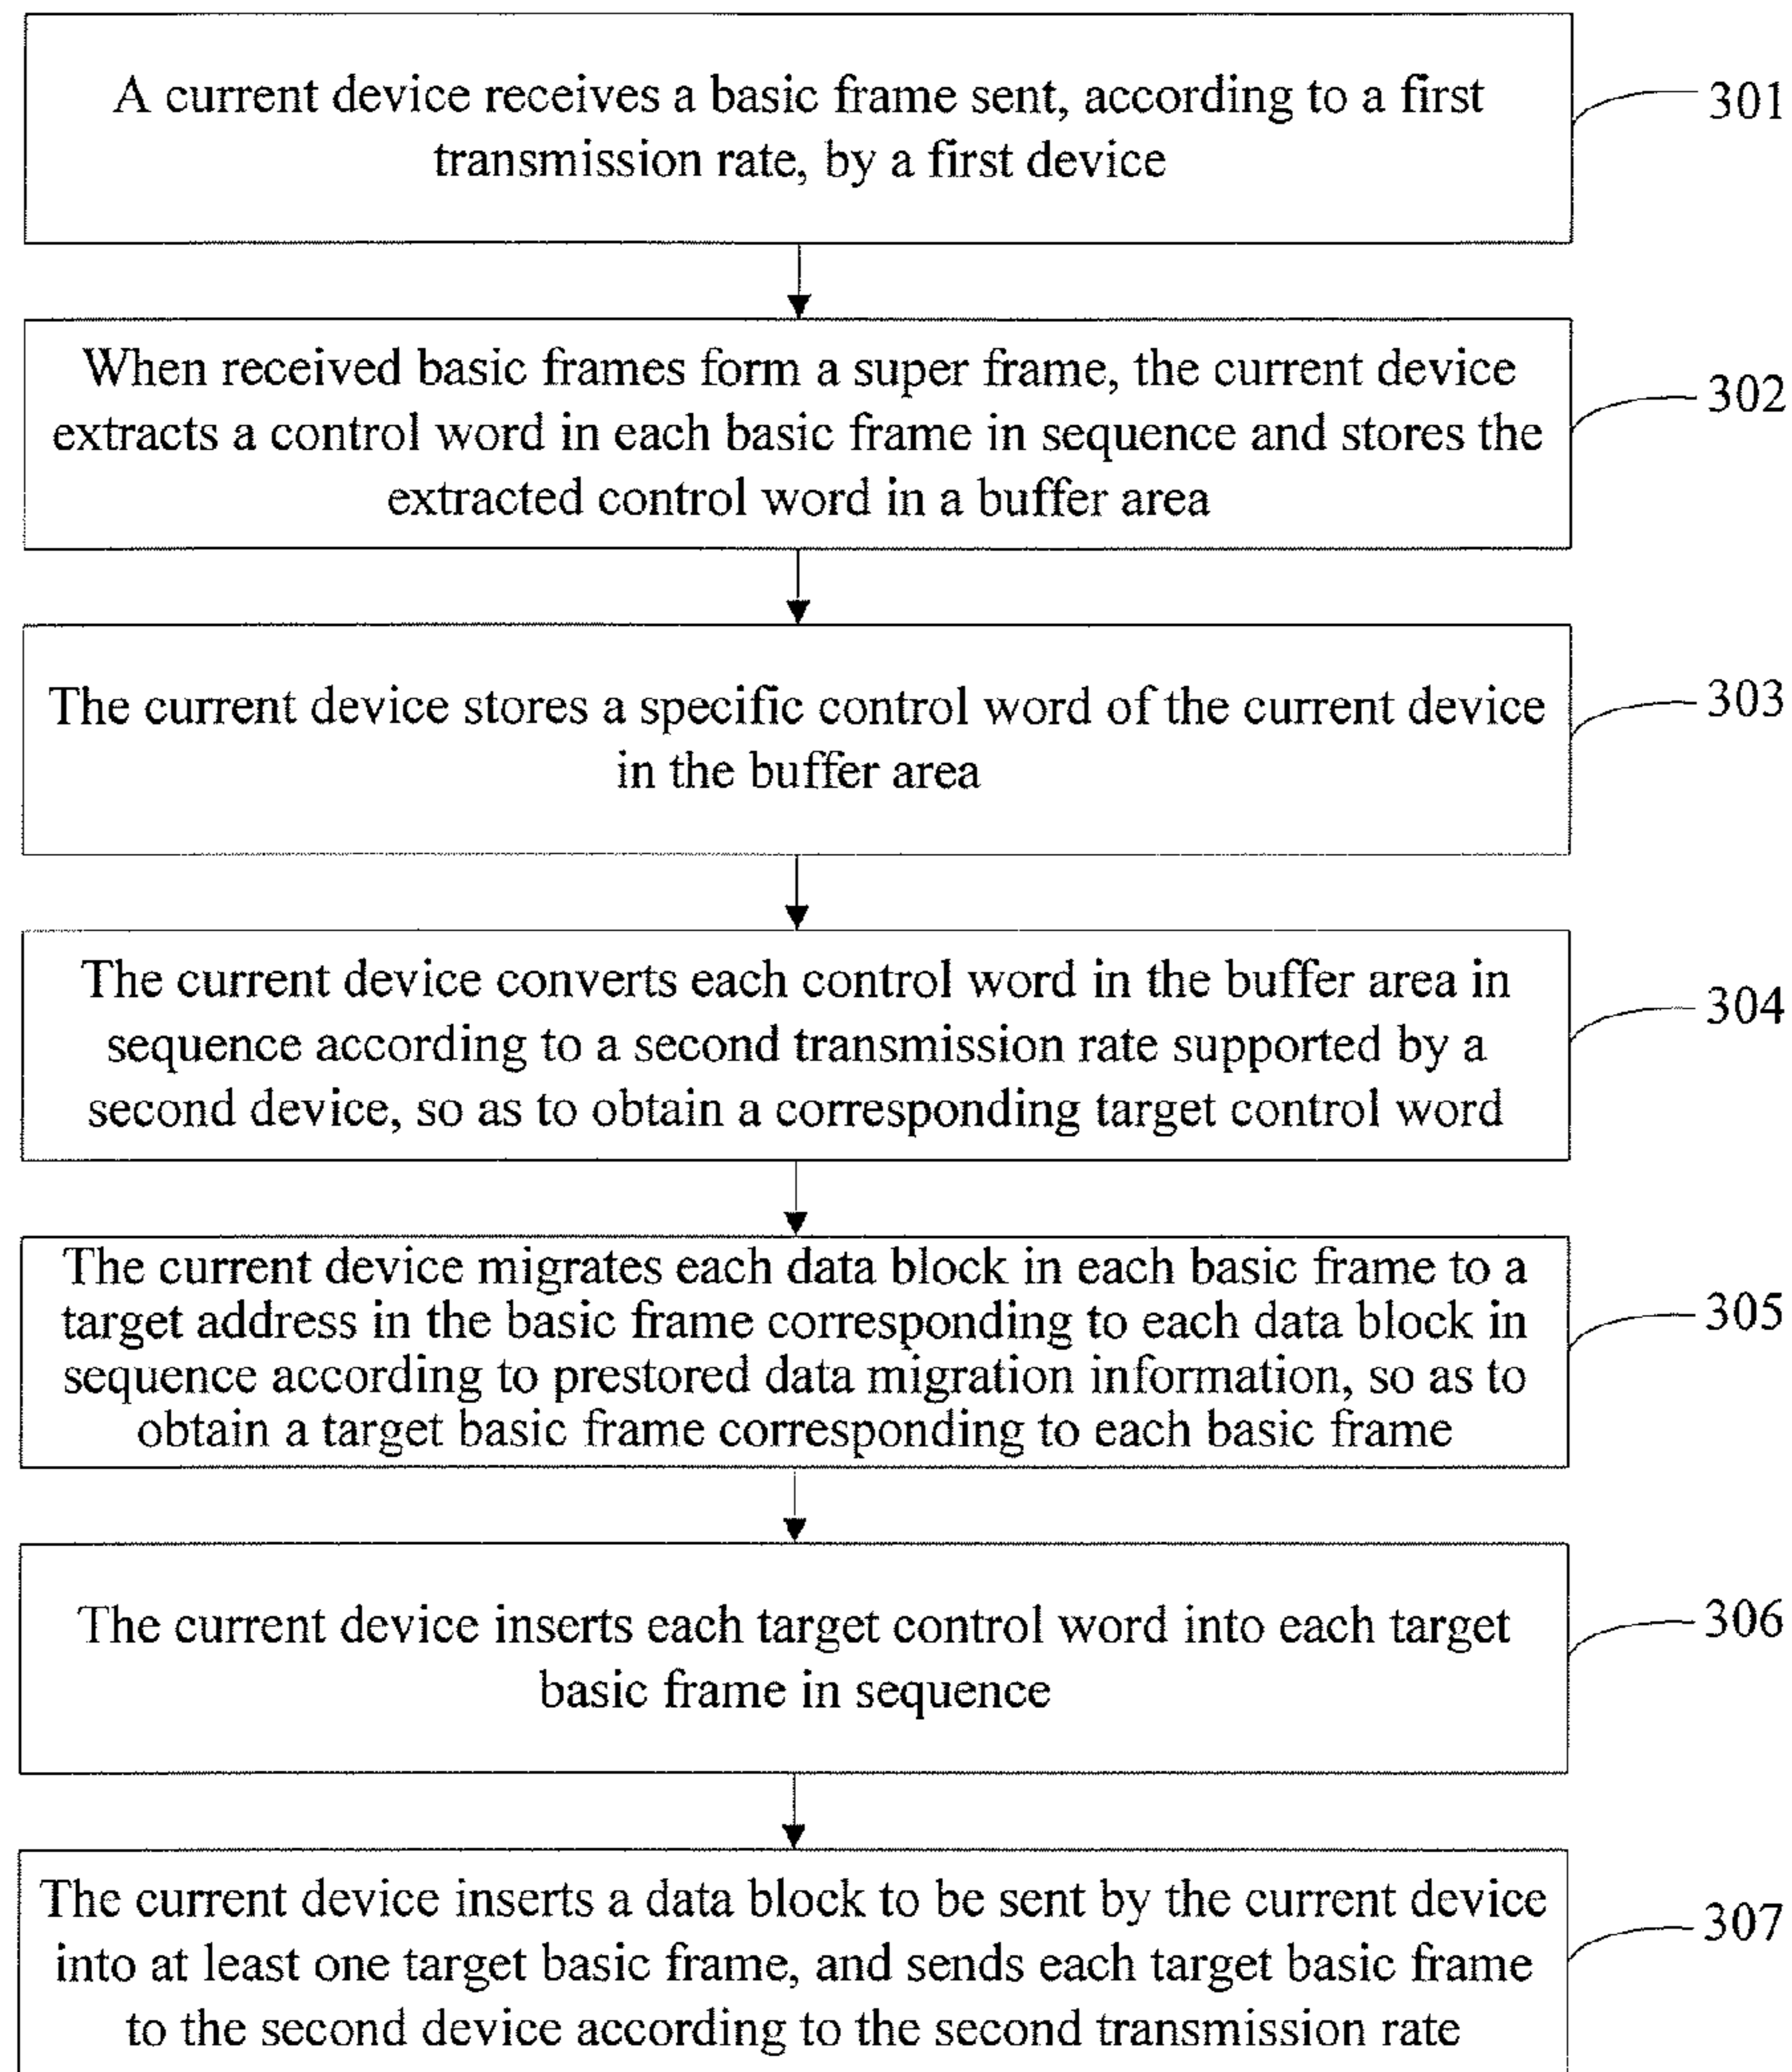 A current device receives a basic frame sent, according to a first
transmission rate, by a first device
301
When received basic frames form a super frame, the current device
extracts a control word in each basic frame in sequence and stores the
extracted control word in a buffer area
302
The current device stores a specific control word of the current device
in the buffer area
303
The current device converts each control word in the buffer area in
sequence according to a second transmission rate supported by a
second device, so as to obtain a corresponding target control word
304
The current device migrates each data block in each basic frame to a
target address in the basic frame corresponding to each data block in
sequence according to prestored data migration information, so as to
obtain a target basic frame corresponding to each basic frame
305
The current device inserts each target control word into each target
basic frame in sequence
306
The current device inserts a data block to be sent by the current device
into at least one target basic frame, and sends each target basic frame
to the second device according to the second transmission rate
307